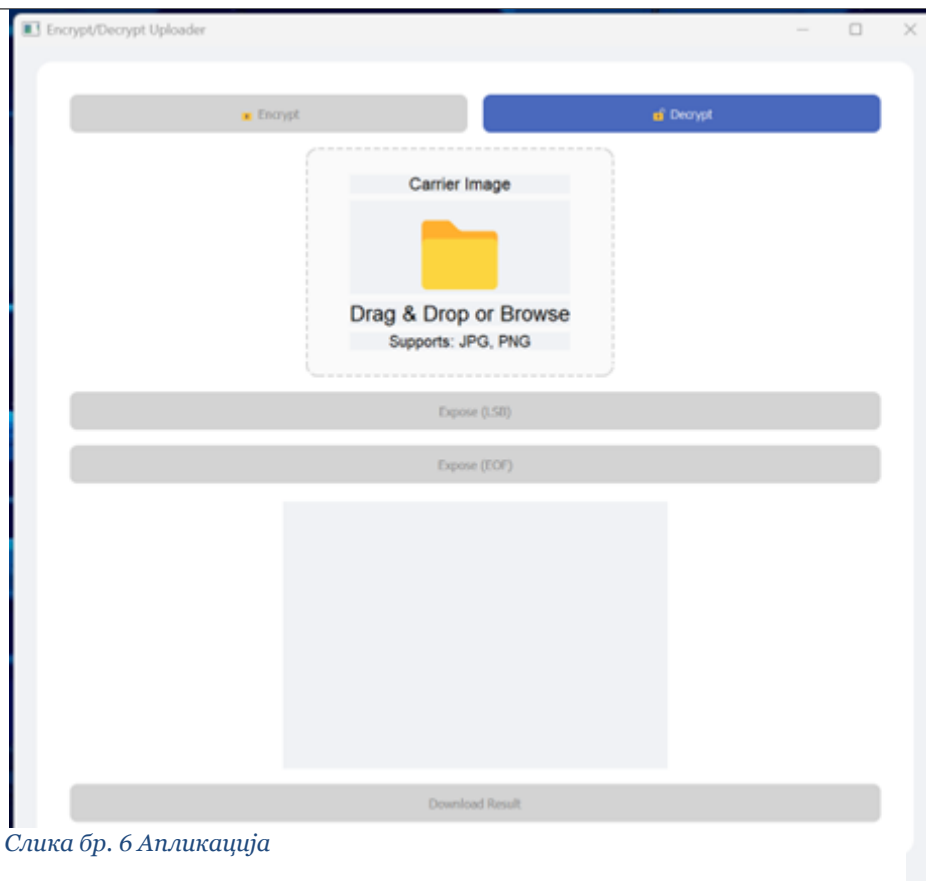 Encrypt/Decrypt Uploader
Encrypt
Decrypt
Carrier Image
Drag & Drop or Browse
Supports: JPG, PNG
Expose (LSB)
Expose (EOF)
Download Result
Слика бр. 6 Апликација